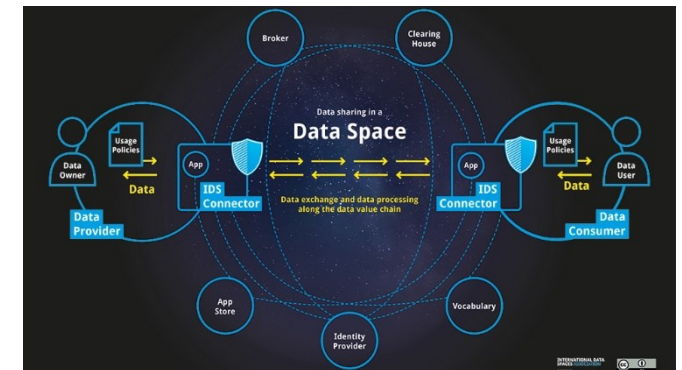 Broker
Clearing
House
Data sharing in a
Data Space
Usage
Policies
Data
Owner
Data
App
IDS
Connector
Data
Provider
Data exchange and data processing
along the data value chain
App
IDS
Connector
Usage
Policies
Data
Data
User
Data
Consumer
App
Store
Identity
Provider
Vocabulary
INTERNATIONAL DATA
SPACES ASSOCIATION
cc